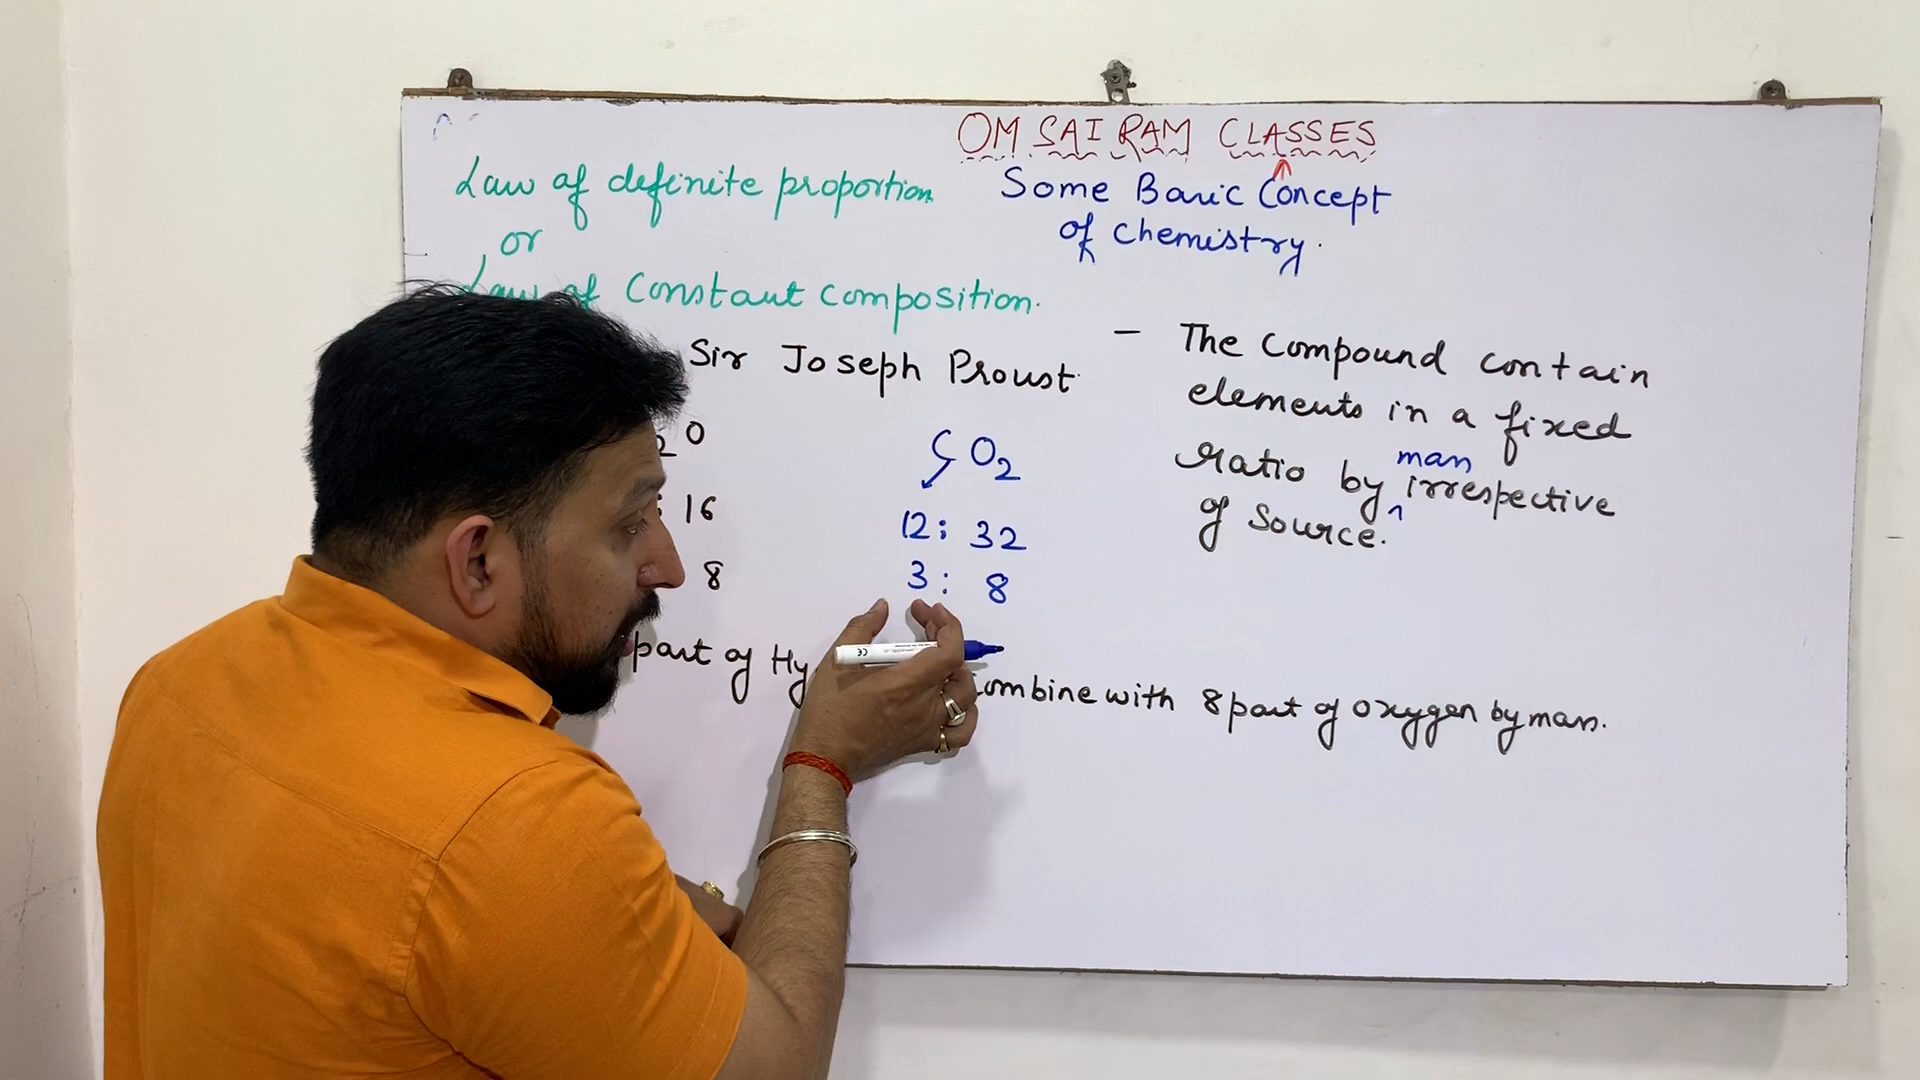 OM SAI RAM CLASSES
Some Basic Concept
of Chemistry.
Law of definite proportion
or
Law of Constant composition.
Sir Joseph Proust
2 O
: 16
8
CO2
12 : 32
3 : 8
part of Hy combine with 8 part of oxygen by mass.
- The Compound contain
elements in a fixed
ratio by mass irrespective
of Source.
CE